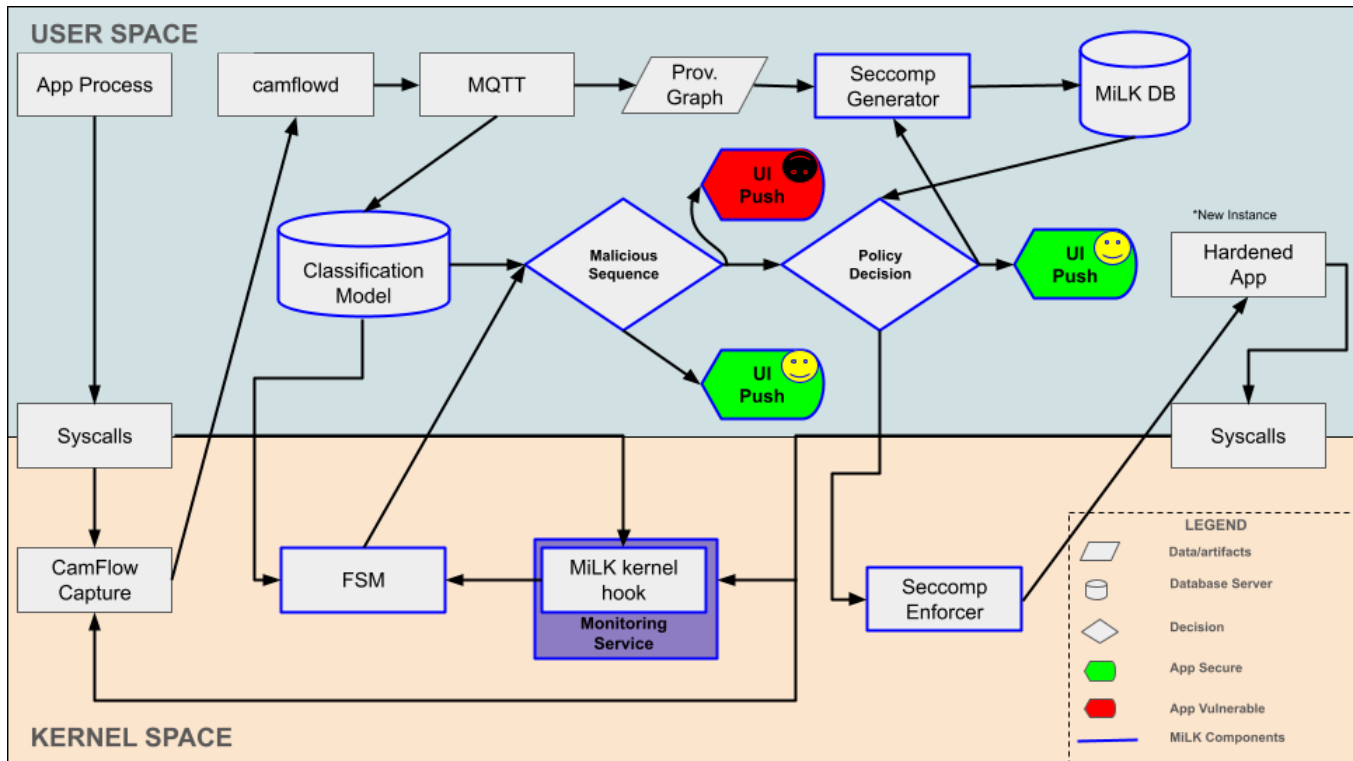 USER SPACE
App Process
camflowd
MQTT
Prov.
Graph
Seccomp
Generator
MiLK DB
UI
Push
*New Instance
Classification
Model
Malicious
Sequence
Policy
Decision
UI
Push
Hardened
App
UI
Push
Syscalls
Syscalls
CamFlow
Capture
FSM
MiLK kernel
hook
Monitoring
Service
Seccomp
Enforcer
LEGEND
Data/artifacts
Database Server
Decision
App Secure
App Vulnerable
MiLK Components
KERNEL SPACE